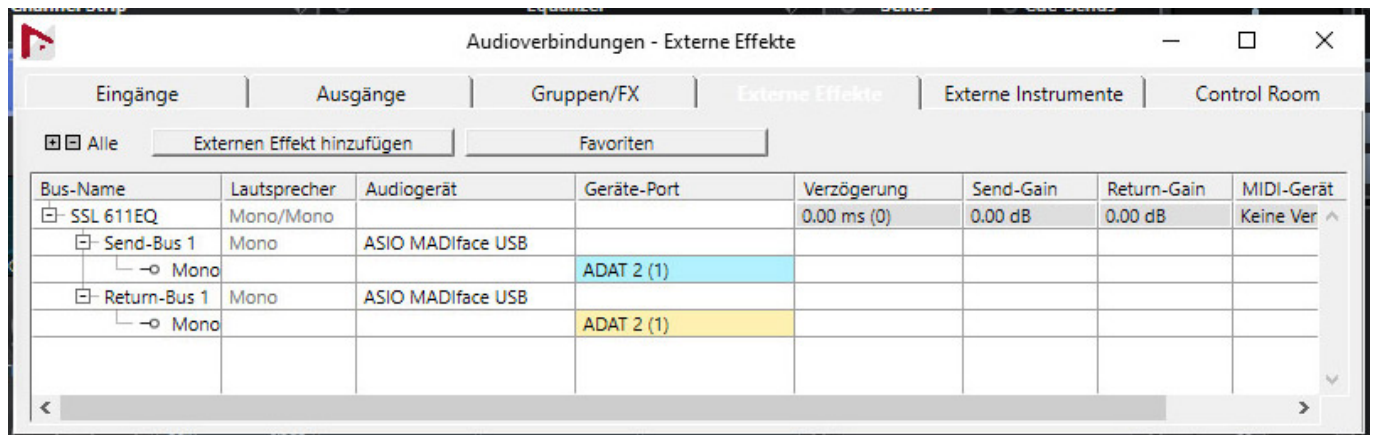 Audioverbindungen - Externe Effekte
Eingänge Ausgänge Gruppen/FX Externe Effekte Externe Instrumente Control Room
Alle Externen Effekt hinzufügen Favoriten
Bus-Name Lautsprecher Audiogerät Geräte-Port Verzögerung Send-Gain Return-Gain MIDI-Gerät
SSL 611EQ Mono/Mono 0.00 ms (0) 0.00 dB 0.00 dB Keine Ver
Send-Bus 1 Mono ASIO MADIface USB
Mono ADAT 2 (1)
Return-Bus 1 Mono ASIO MADIface USB
Mono ADAT 2 (1)